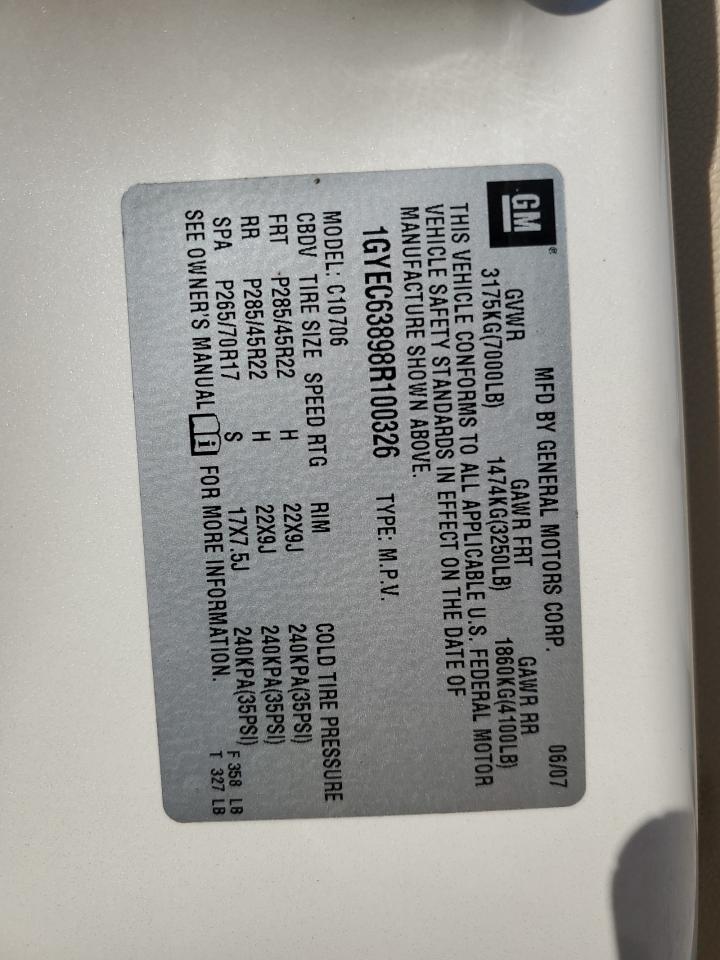 GM®
MFD BY GENERAL MOTORS CORP. 06/07
GVWR GAWR FRT GAWR RR
3175KG(7000LB) 1474KG(3250LB) 1860KG(4100LB)
THIS VEHICLE CONFORMS TO ALL APPLICABLE U.S. FEDERAL MOTOR
VEHICLE SAFETY STANDARDS IN EFFECT ON THE DATE OF
MANUFACTURE SHOWN ABOVE.
1GYEC63898R100326 TYPE: M.P.V.
MODEL: C10706
CBDV TIRE SIZE SPEED RTG RIM COLD TIRE PRESSURE
FRT P285/45R22 H 22X9J 240KPA(35PSI)
RR P285/45R22 H 22X9J 240KPA(35PSI)
SPA P265/70R17 S 17X7.5J 240KPA(35PSI) F 358 LB
SEE OWNER'S MANUAL i FOR MORE INFORMATION. T 327 LB